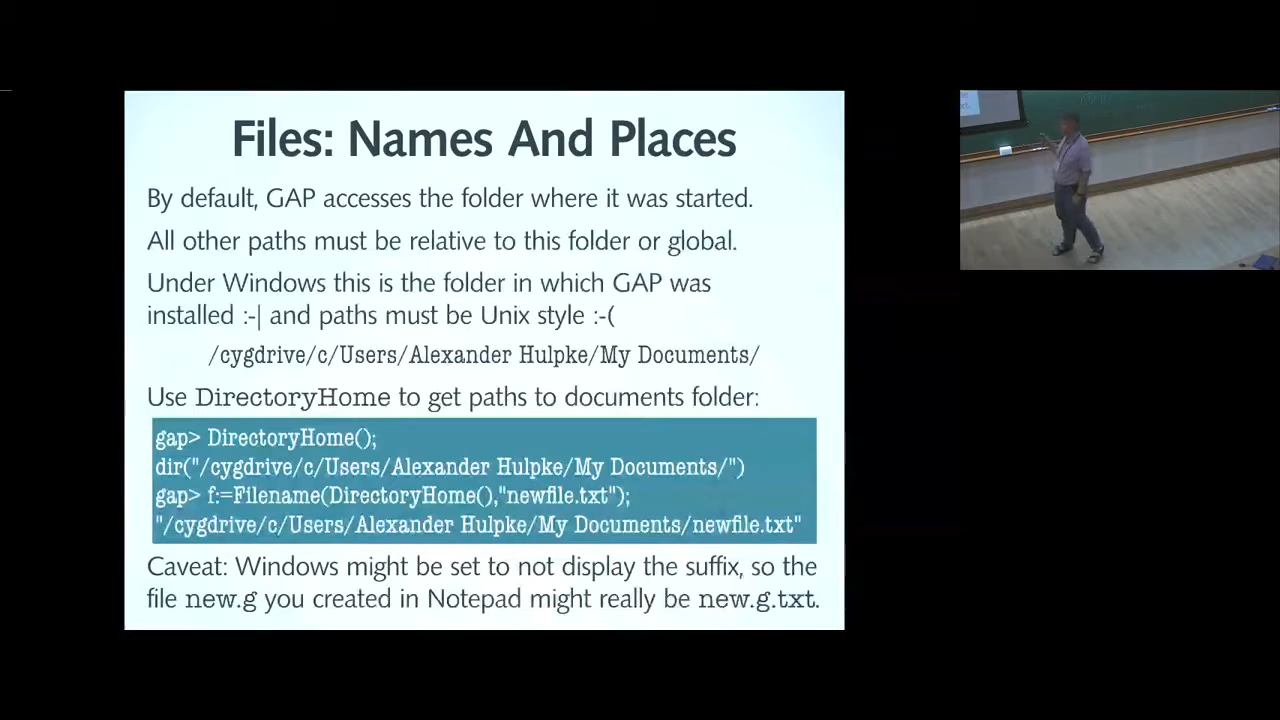 Files: Names And Places
By default, GAP accesses the folder where it was started.
All other paths must be relative to this folder or global.
Under Windows this is the folder in which GAP was
installed :-| and paths must be Unix style :-(
/cygdrive/c/Users/Alexander Hulpke/My Documents/
Use DirectoryHome to get paths to documents folder:
gap> DirectoryHome();
dir("/cygdrive/c/Users/Alexander Hulpke/My Documents/")
gap> f:=Filename(DirectoryHome(),"newfile.txt");
"/cygdrive/c/Users/Alexander Hulpke/My Documents/newfile.txt"
Caveat: Windows might be set to not display the suffix, so the
file new.g you created in Notepad might really be new.g.txt.